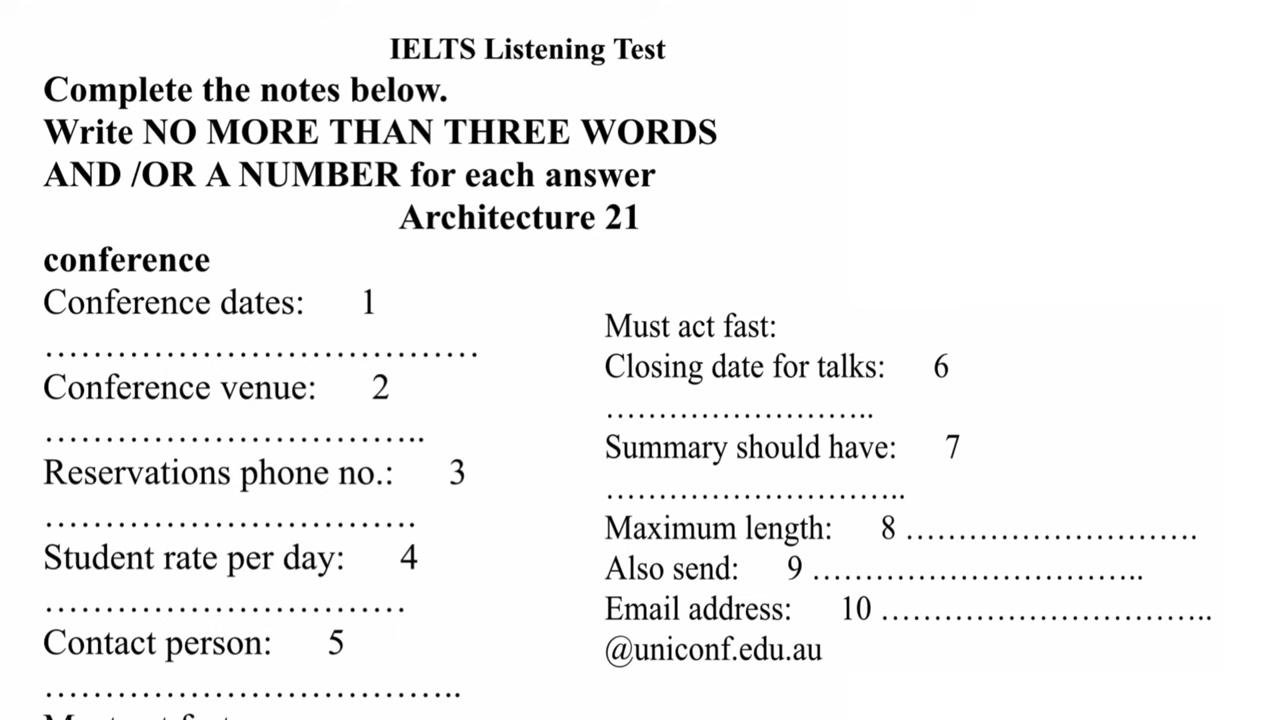 IELTS Listening Test
Complete the notes below.
Write NO MORE THAN THREE WORDS
AND /OR A NUMBER for each answer
Architecture 21
conference
Conference dates: 1
………………………………
Conference venue: 2
…………………………..
Reservations phone no.: 3
………………………….
Student rate per day: 4
…………………………
Contact person: 5
……………………………..
Must act fast:
Closing date for talks: 6
……………………..
Summary should have: 7
………………………..
Maximum length: 8 ……………………….
Also send: 9 …………………………..
Email address: 10 …………………………..
@uniconf.edu.au